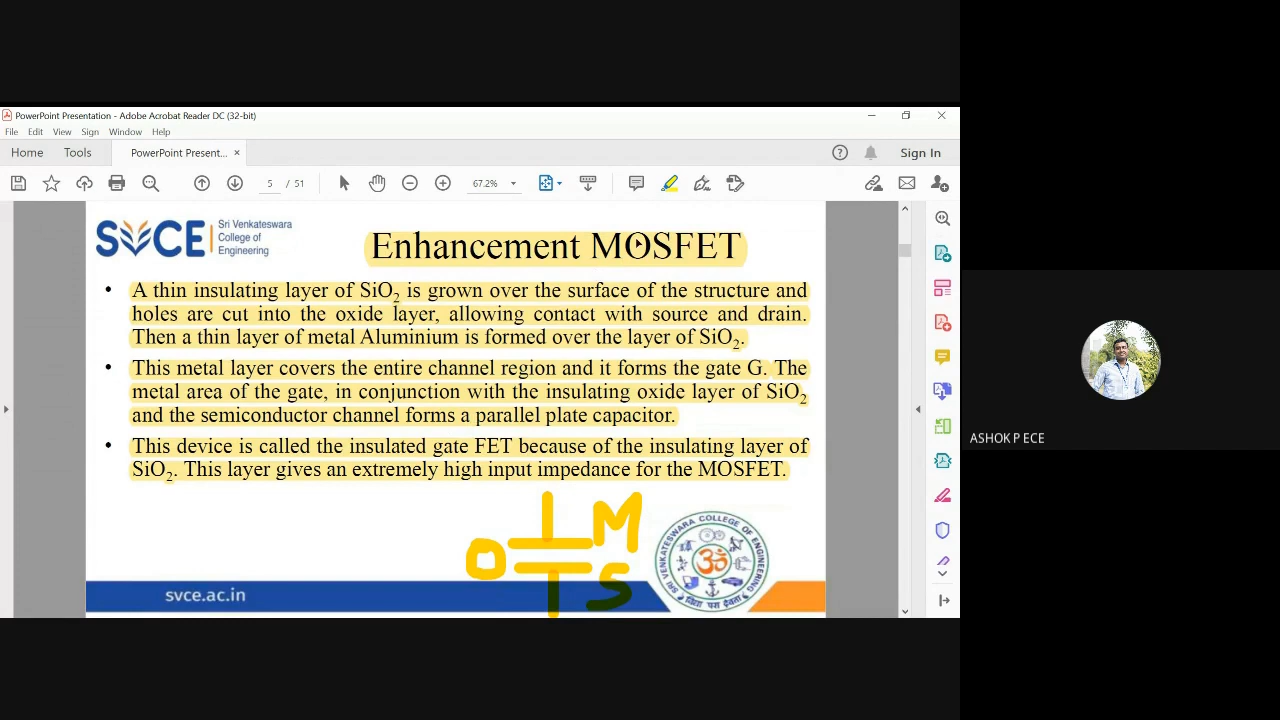 PowerPoint Presentation - Adobe Acrobat Reader DC (32-bit)
File Edit View Sign Window Help
Home Tools PowerPoint Present... × Sign In
5 / 51 67.2%
SVCE Sri Venkateswara
College of
Engineering
Enhancement MOSFET
• A thin insulating layer of SiO₂ is grown over the surface of the structure and
holes are cut into the oxide layer, allowing contact with source and drain.
Then a thin layer of metal Aluminium is formed over the layer of SiO₂.
• This metal layer covers the entire channel region and it forms the gate G. The
metal area of the gate, in conjunction with the insulating oxide layer of SiO₂
and the semiconductor channel forms a parallel plate capacitor.
• This device is called the insulated gate FET because of the insulating layer of
SiO₂. This layer gives an extremely high input impedance for the MOSFET.
M
O
S
SRI VENKATESWARA COLLEGE OF ENGINEERING
ॐ
svce.ac.in
ASHOK P ECE